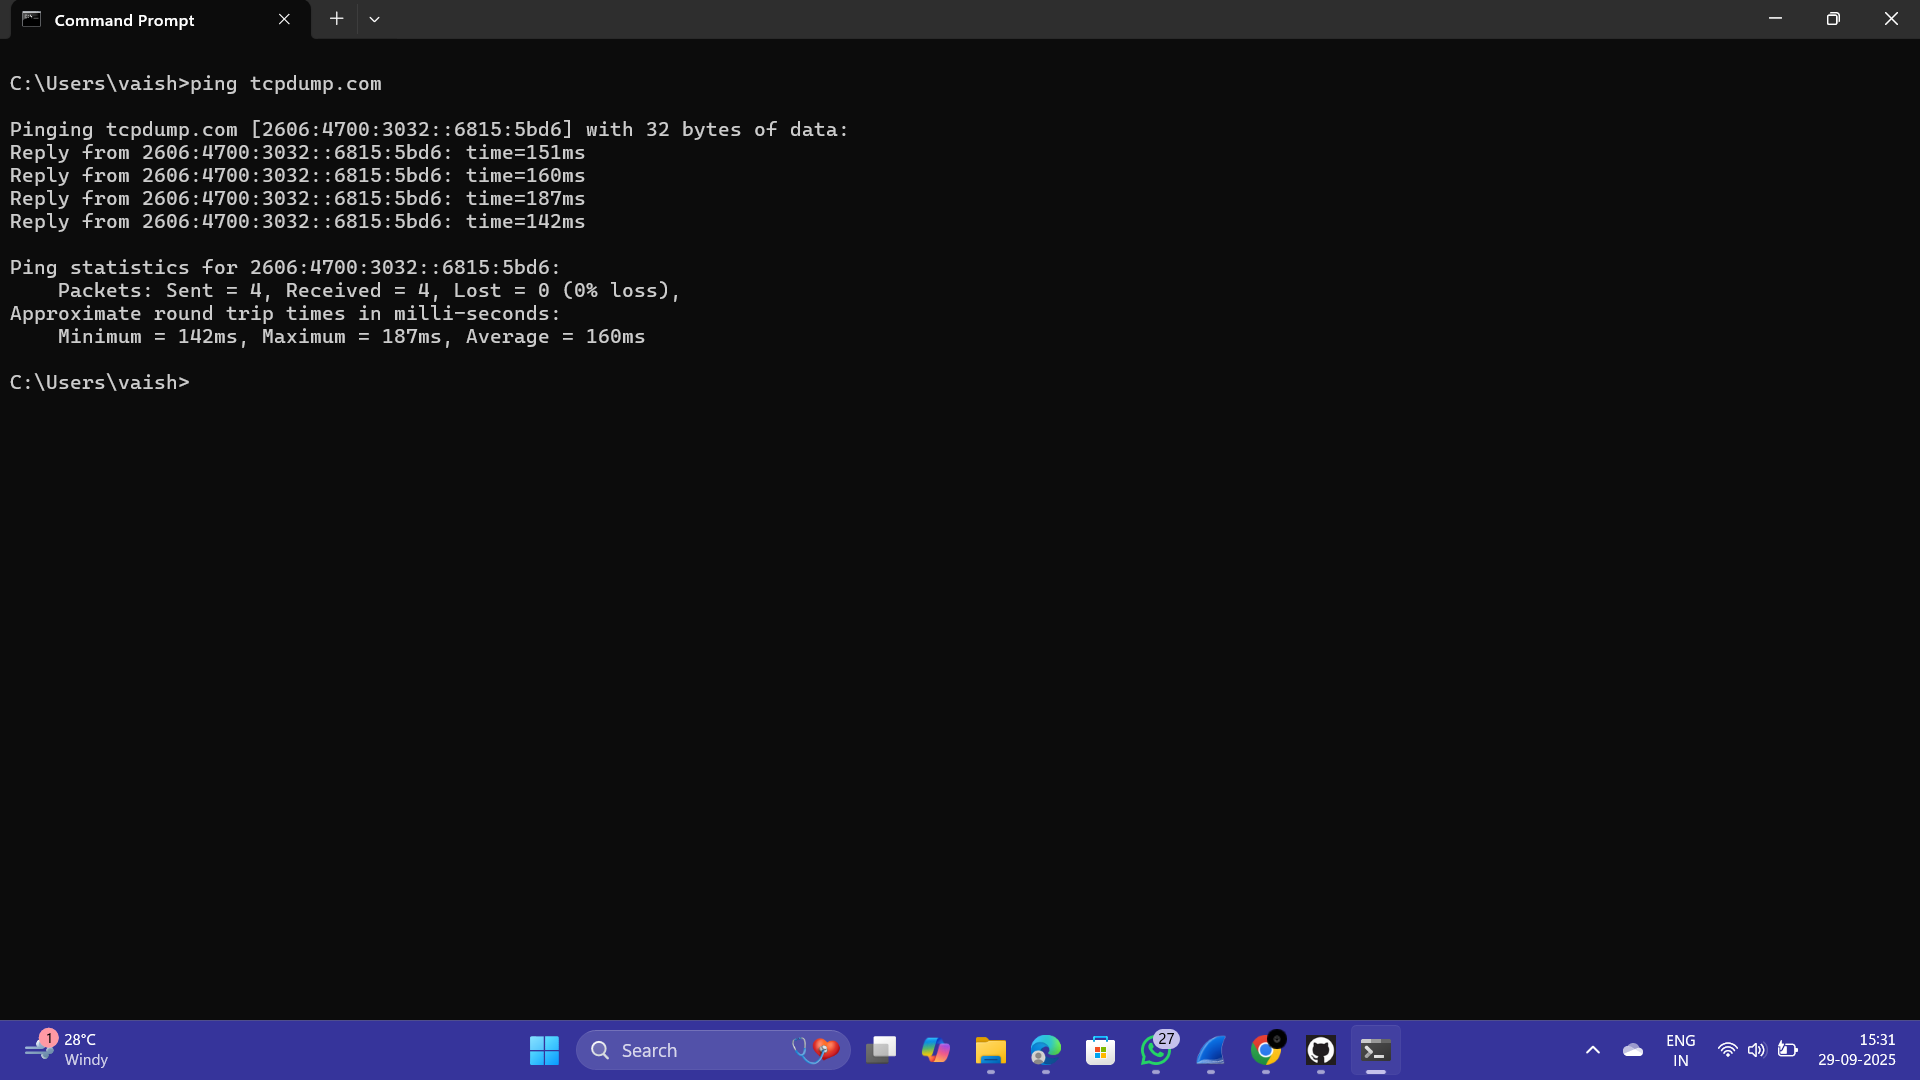 Command Prompt
C:\Users\vaish>ping tcpdump.com
Pinging tcpdump.com [2606:4700:3032::6815:5bd6] with 32 bytes of data:
Reply from 2606:4700:3032::6815:5bd6: time=151ms
Reply from 2606:4700:3032::6815:5bd6: time=160ms
Reply from 2606:4700:3032::6815:5bd6: time=187ms
Reply from 2606:4700:3032::6815:5bd6: time=142ms
Ping statistics for 2606:4700:3032::6815:5bd6:
    Packets: Sent = 4, Received = 4, Lost = 0 (0% loss),
Approximate round trip times in milli-seconds:
    Minimum = 142ms, Maximum = 187ms, Average = 160ms
C:\Users\vaish>
1
28°C
Windy
Search
27
ENG
IN
15:31
29-09-2025